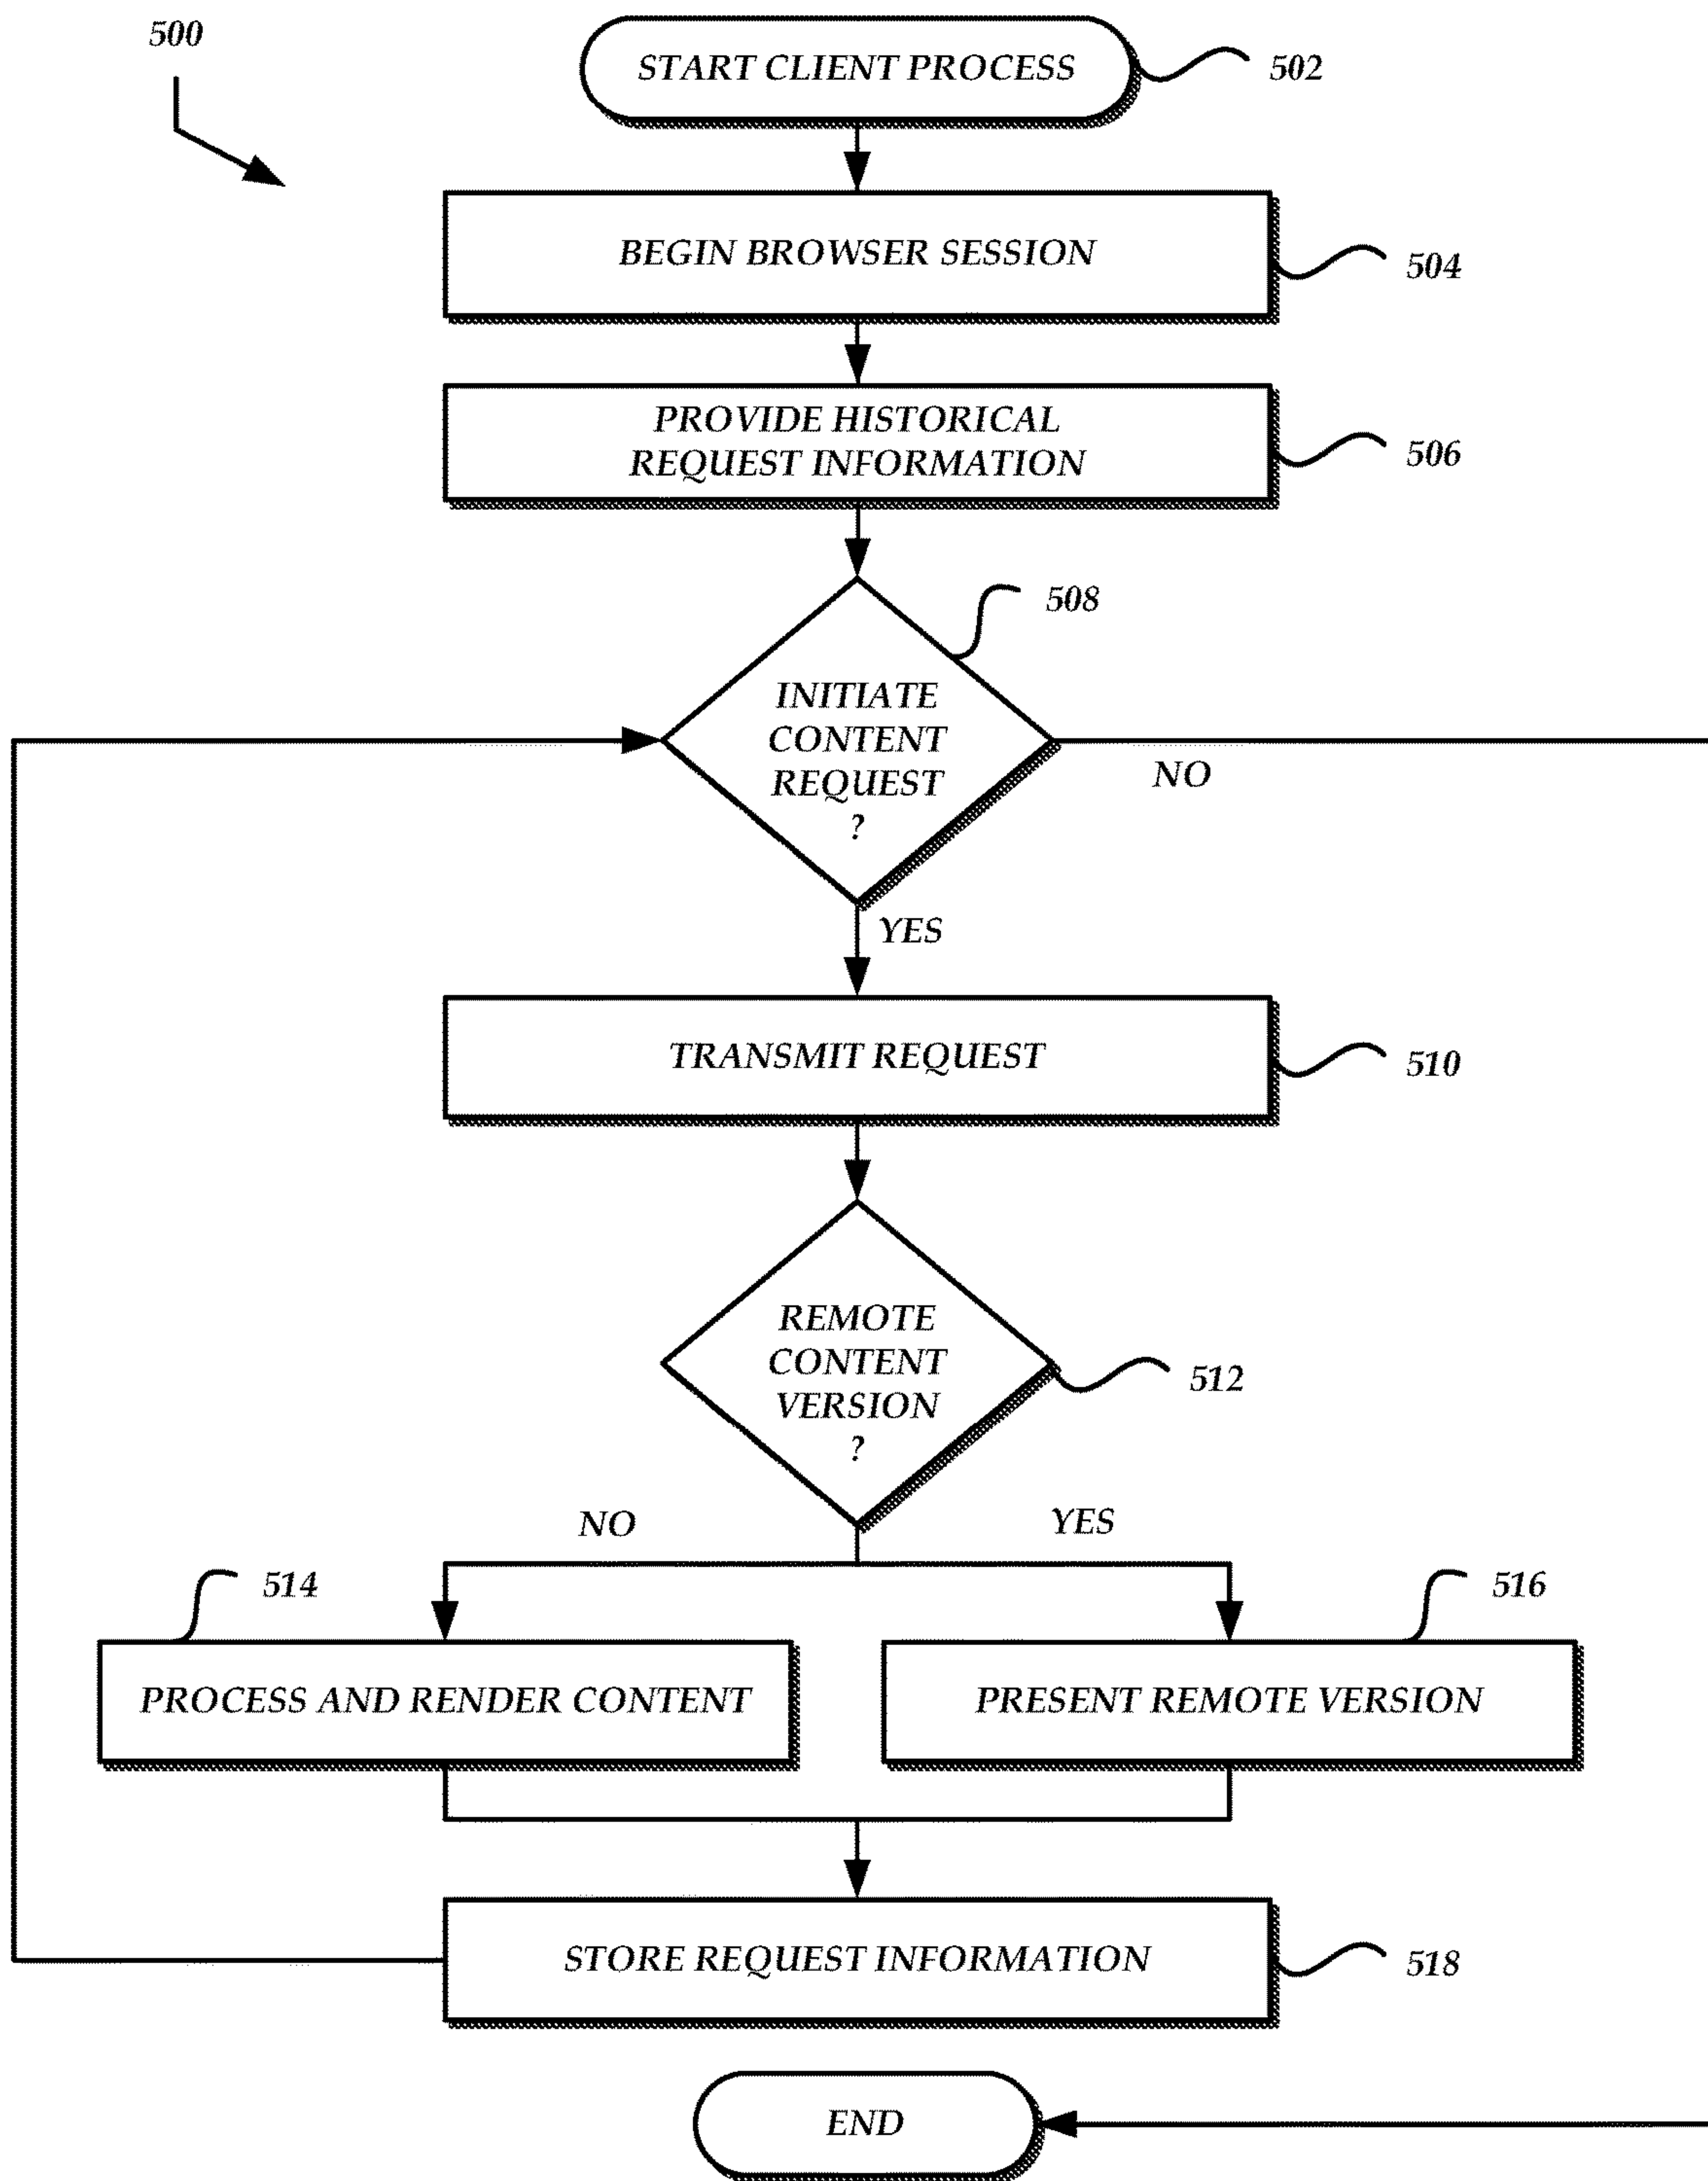 500
START CLIENT PROCESS
502
BEGIN BROWSER SESSION
504
PROVIDE HISTORICAL
REQUEST INFORMATION
506
508
INITIATE
CONTENT
REQUEST
?
NO
YES
TRANSMIT REQUEST
510
REMOTE
CONTENT
VERSION
?
512
NO
YES
514
516
PROCESS AND RENDER CONTENT
PRESENT REMOTE VERSION
STORE REQUEST INFORMATION
518
END